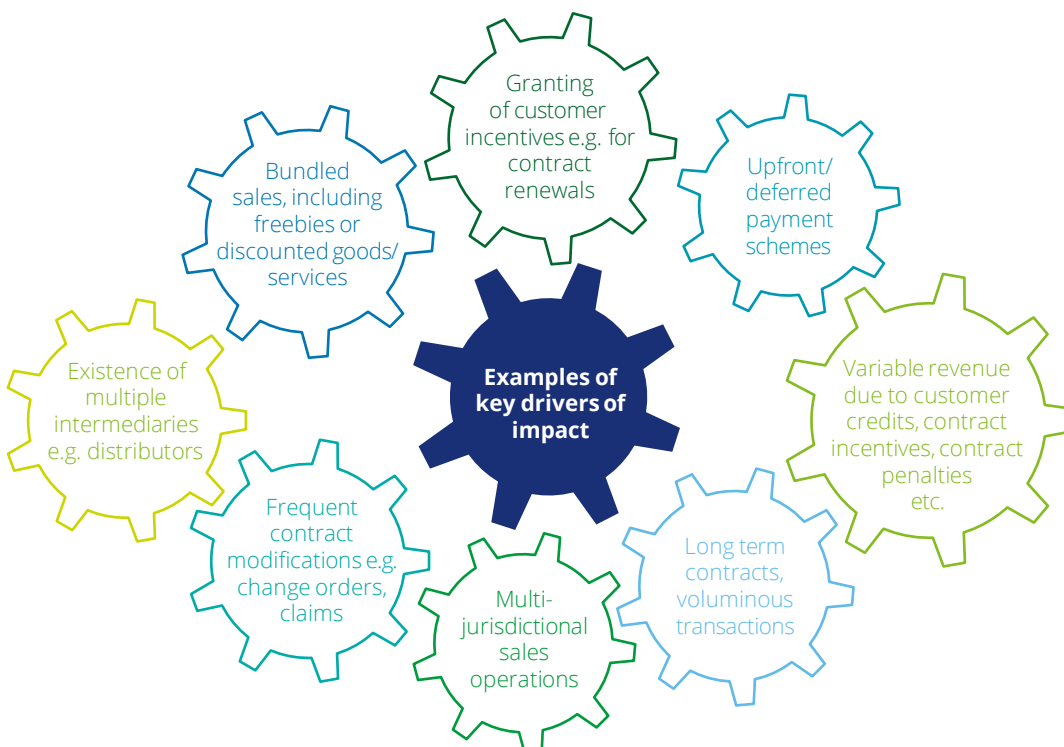 Granting
of customer
incentives e.g. for
contract
renewals
Bundled
sales, including
freebies or
discounted goods/
services
Upfront/
deferred
payment
schemes
Existence of
multiple
intermediaries
e.g. distributors
Examples of
key drivers of
impact
Variable revenue
due to customer
credits, contract
incentives, contract
penalties
etc.
Frequent
contract
modifications e.g.
change orders,
claims
Multi-
jurisdictional
sales
operations
Long term
contracts,
voluminous
transactions